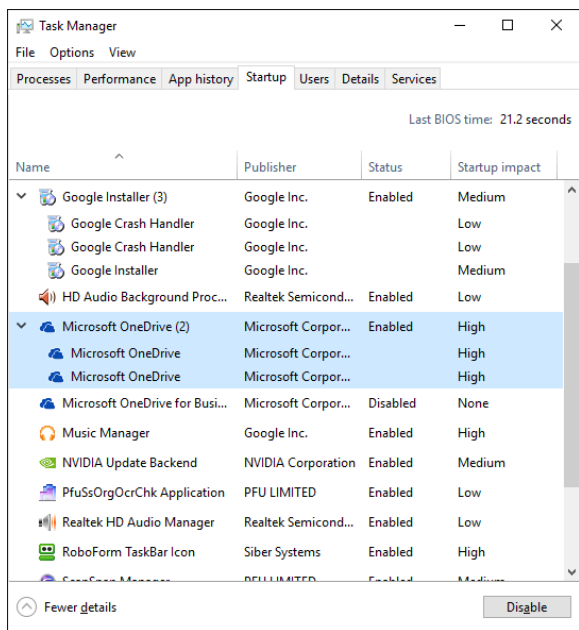 Task Manager
File Options View
Processes Performance App history Startup Users Details Services
Last BIOS time: 21.2 seconds
Name Publisher Status Startup impact
Google Installer (3) Google Inc. Enabled Medium
Google Crash Handler Google Inc. Low
Google Crash Handler Google Inc. Low
Google Installer Google Inc. Medium
HD Audio Background Proc... Realtek Semicond... Enabled Low
Microsoft OneDrive (2) Microsoft Corpor... Enabled High
Microsoft OneDrive Microsoft Corpor... High
Microsoft OneDrive Microsoft Corpor... High
Microsoft OneDrive for Busi... Microsoft Corpor... Disabled None
Music Manager Google Inc. Enabled High
NVIDIA Update Backend NVIDIA Corporation Enabled Medium
PfuSsOrgOcrChk Application PFU LIMITED Enabled Low
Realtek HD Audio Manager Realtek Semicond... Enabled Low
RoboForm TaskBar Icon Siber Systems Enabled High
ScanSnap Manager PFU LIMITED Enabled Medium
Fewer details Disable